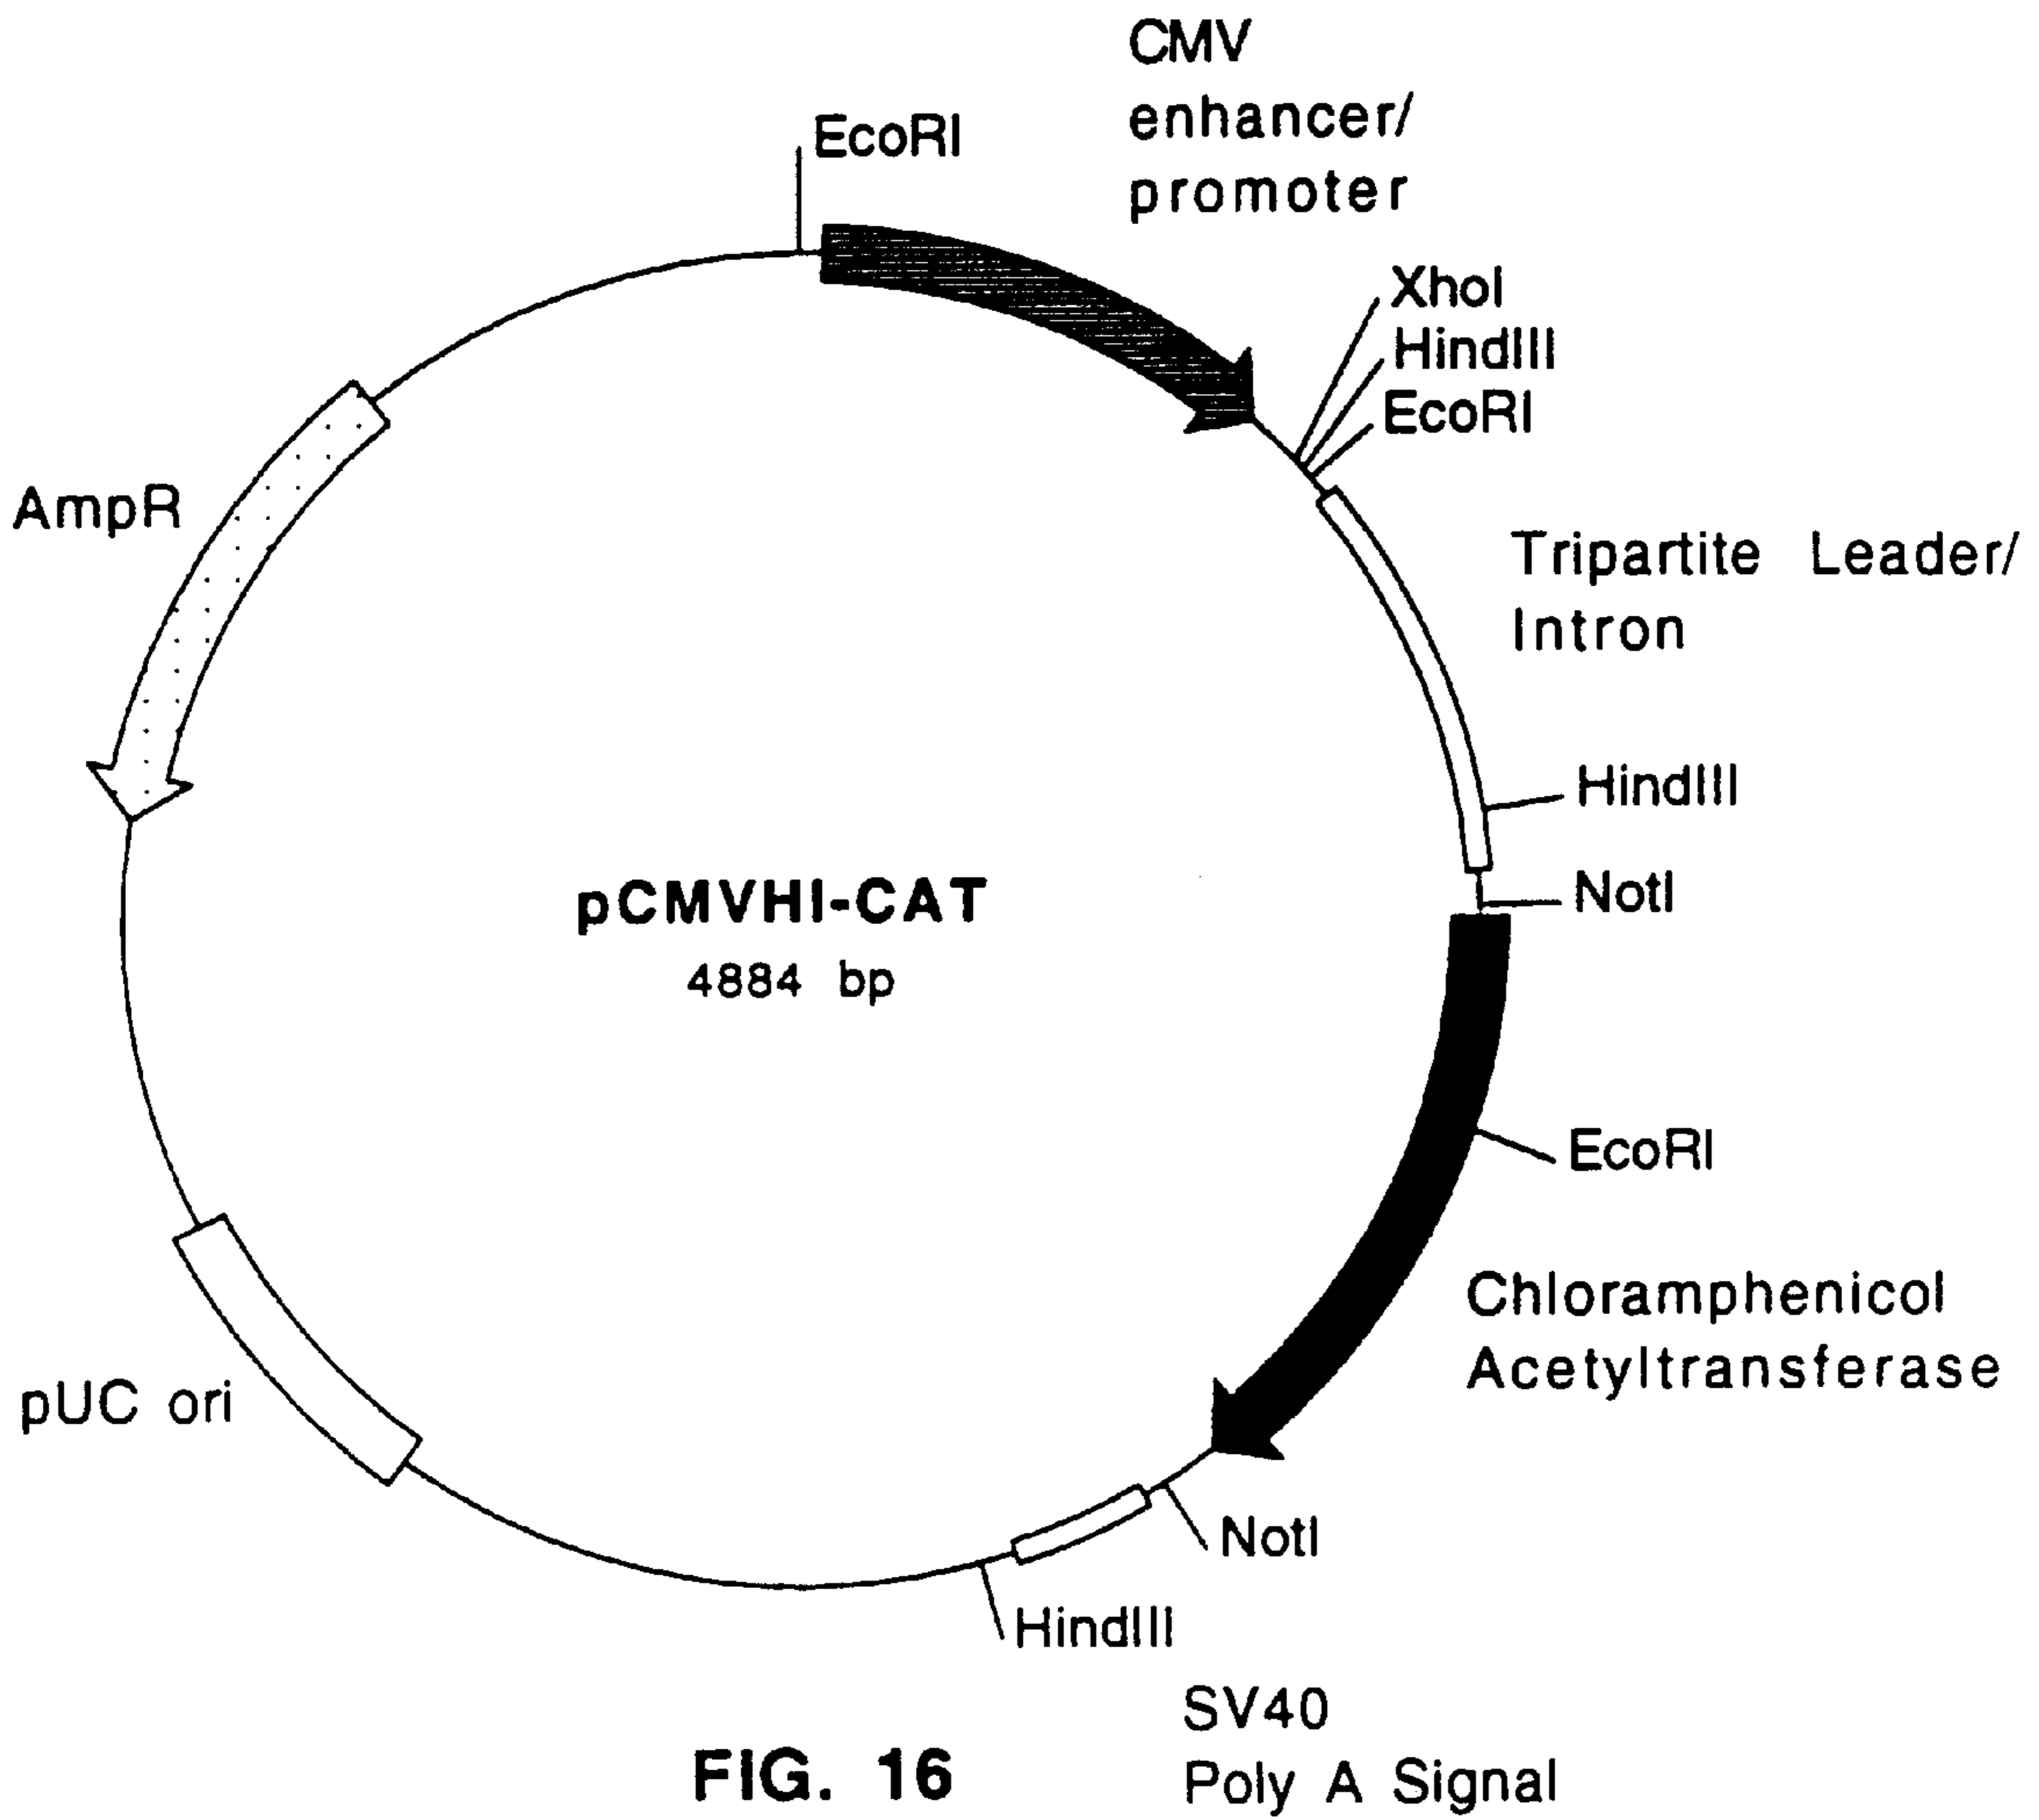 CMV
enhancer/
promoter
EcoRI
XhoI
HindIII
EcoRI
AmpR
Tripartite Leader/
Intron
HindIII
NotI
pCMVHI-CAT
4884 bp
EcoRI
Chloramphenicol
Acetyltransferase
pUC ori
NotI
HindIII
SV40
Poly A Signal
FIG. 16